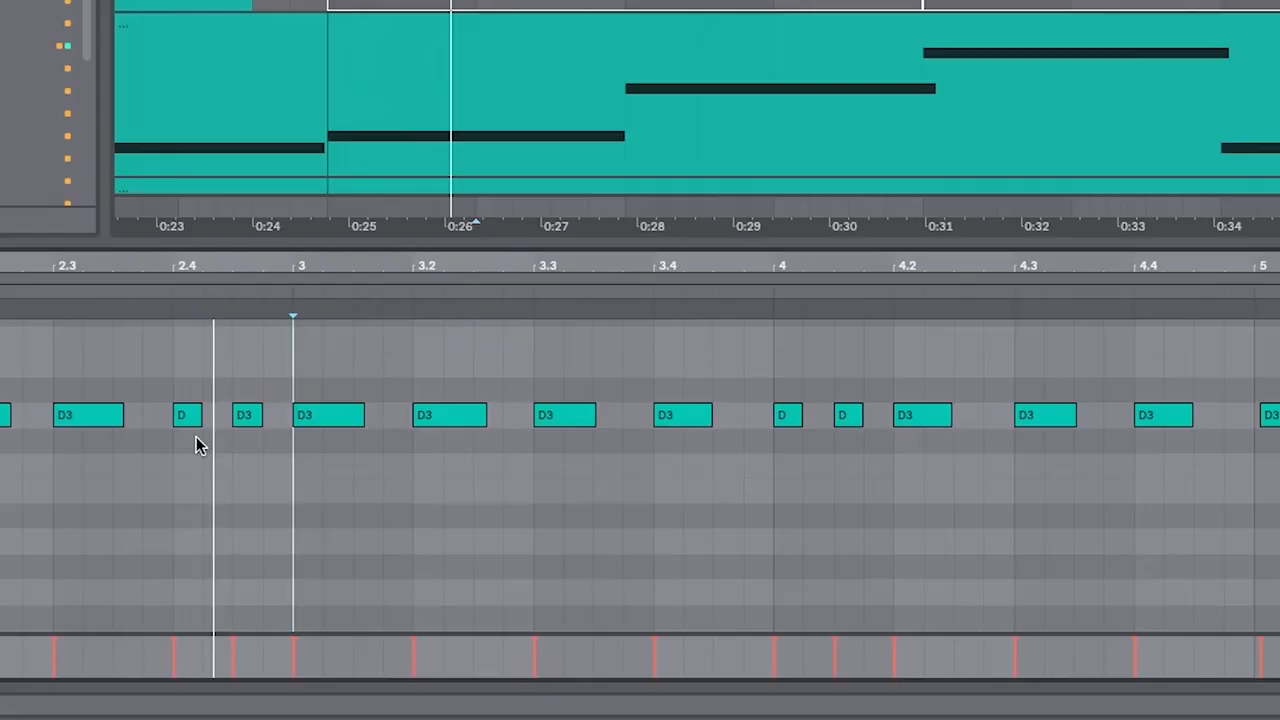 ...
...
0:23 0:24 0:25 0:26 0:27 0:28 0:29 0:30 0:31 0:32 0:33 0:34
2.3 2.4 3 3.2 3.3 3.4 4 4.2 4.3 4.4 5
D3 D D3 D3 D3 D3 D3 D D D3 D3 D3 D3